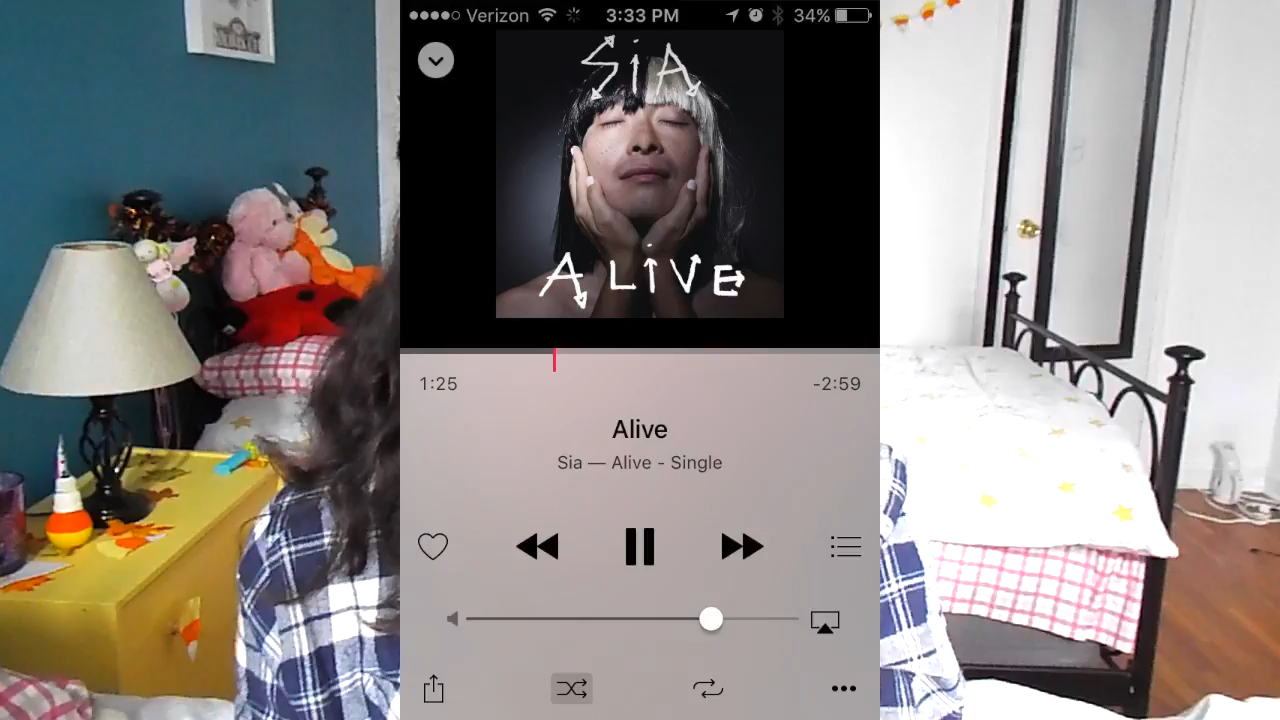 Verizon 3:33 PM 34%
SiA
ALiVE
1:25 -2:59
Alive
Sia — Alive - Single